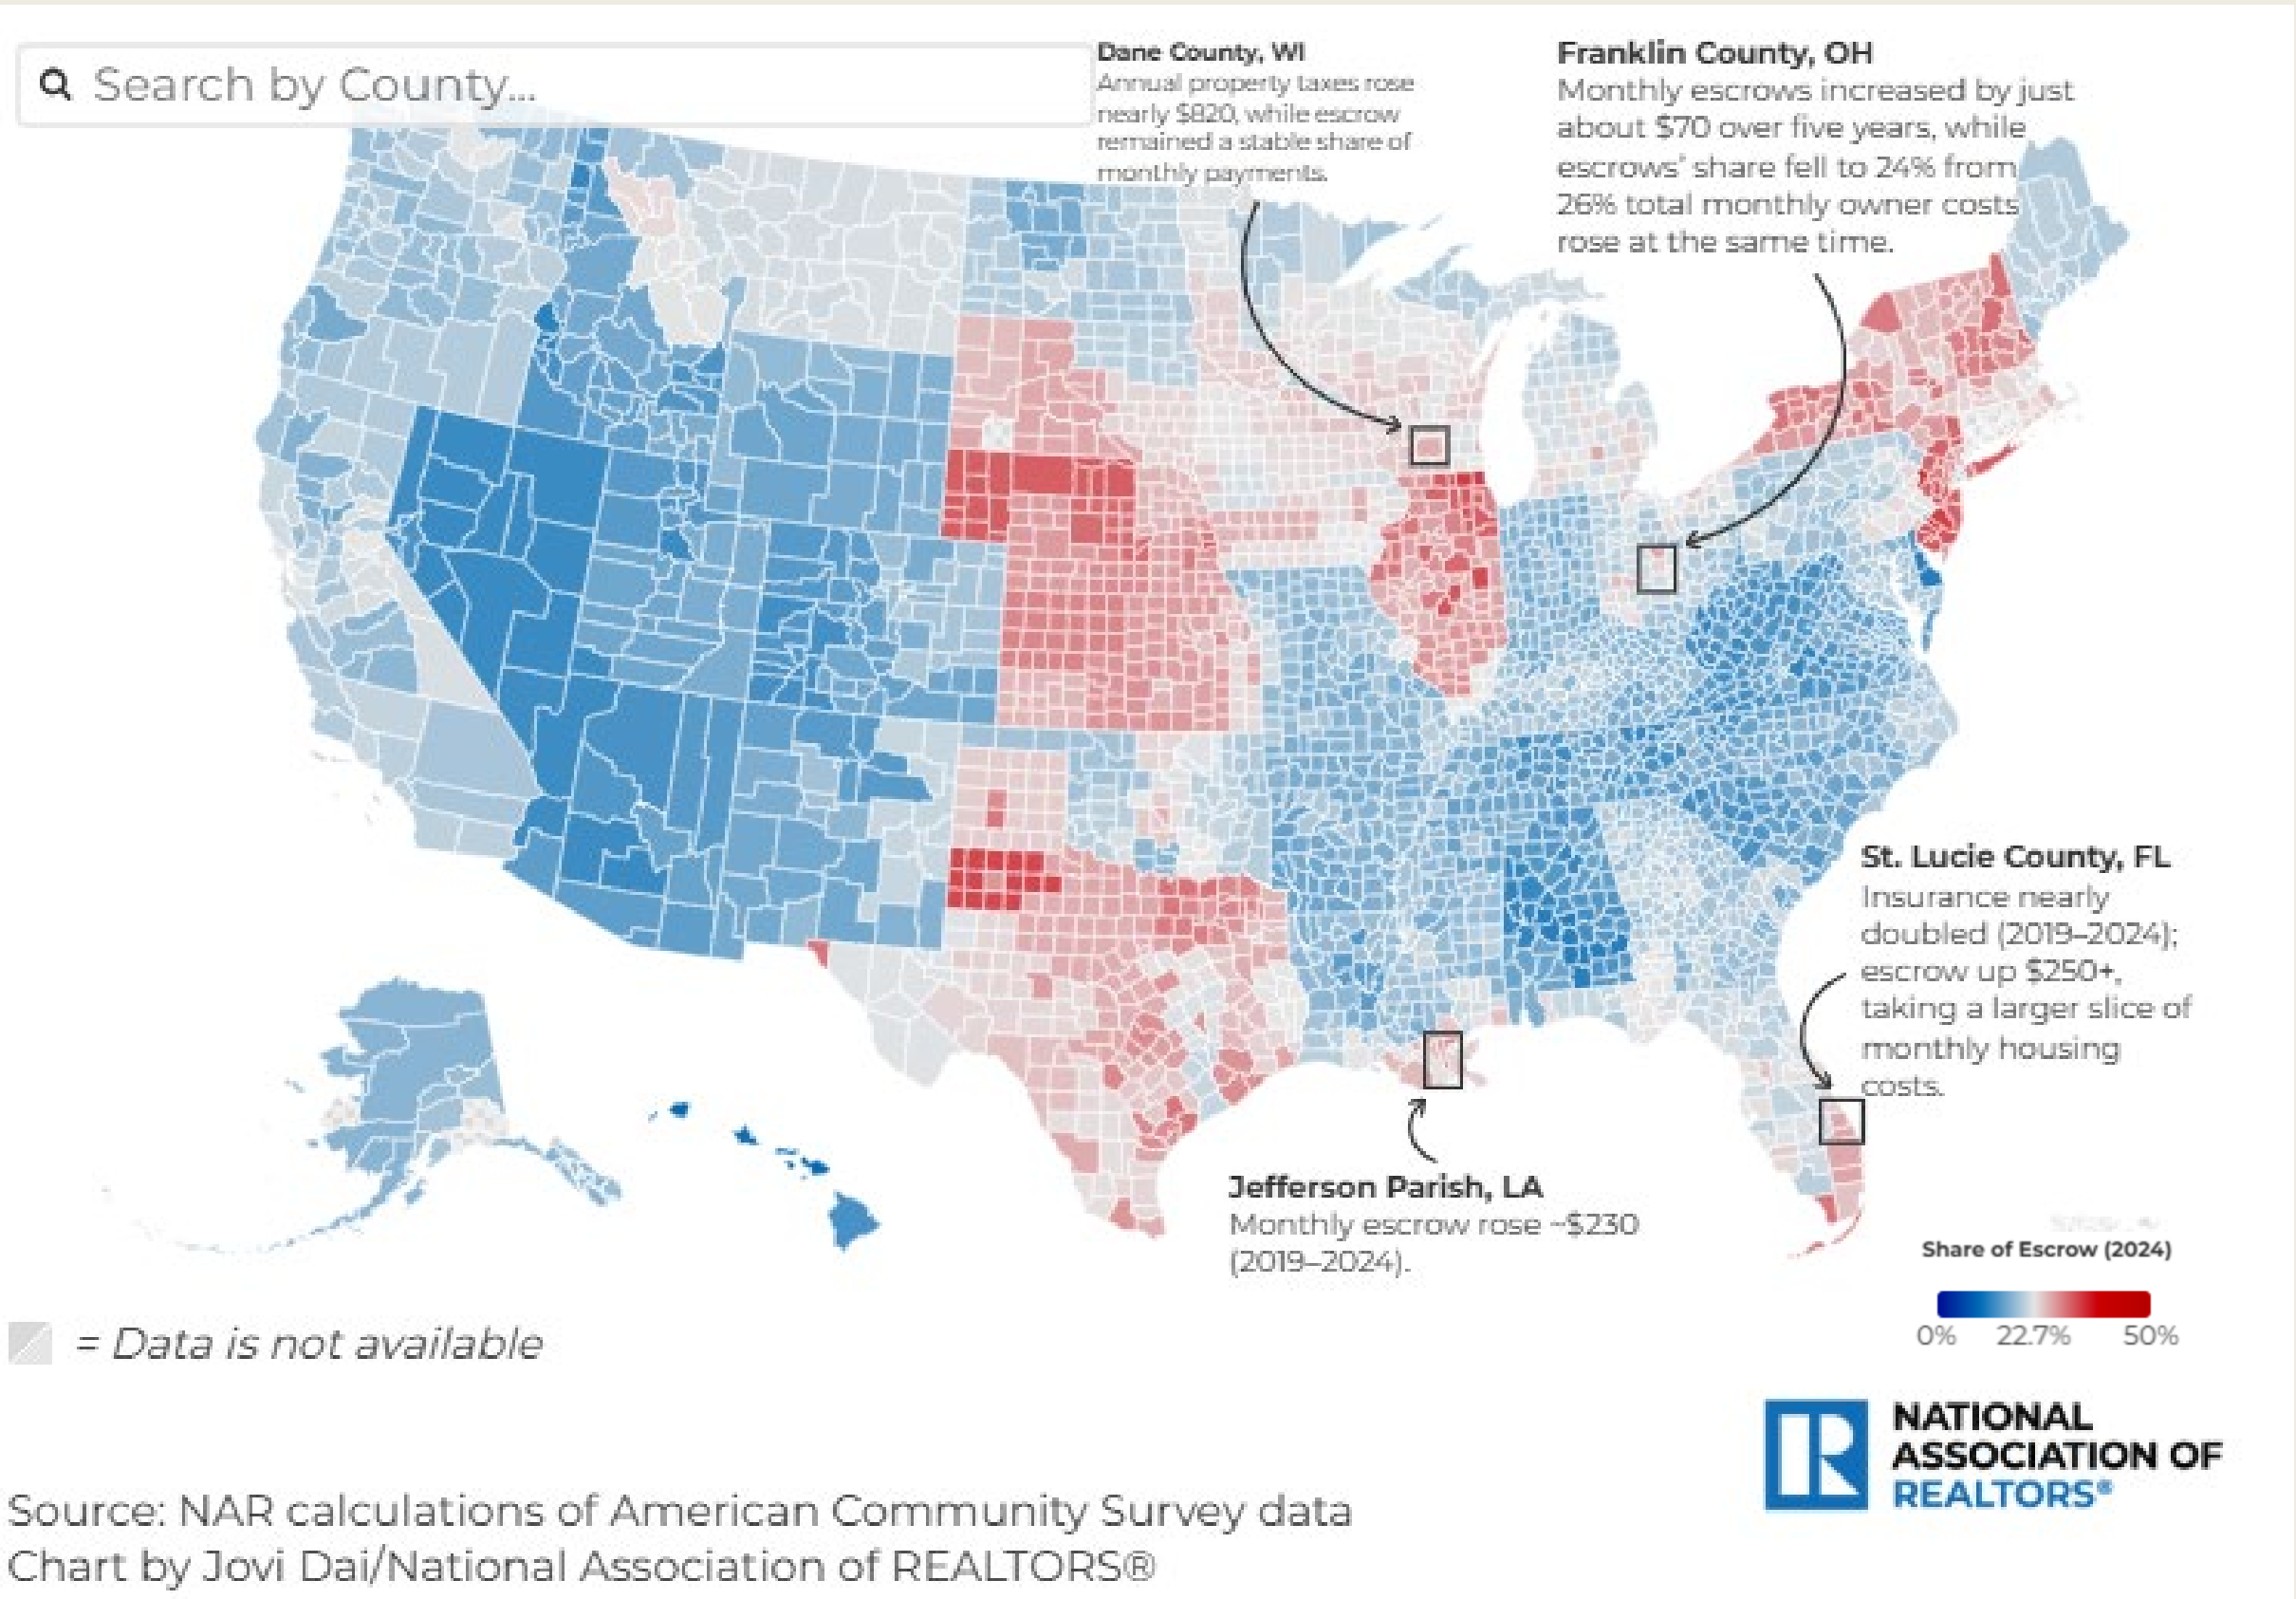 Search by County...
Dane County, WI
Annual property taxes rose
nearly $820, while escrow
remained a stable share of
monthly payments.
Franklin County, OH
Monthly escrows increased by just
about $70 over five years, while
escrows' share fell to 24% from
26% total monthly owner costs
rose at the same time.
St. Lucie County, FL
Insurance nearly
doubled (2019–2024);
escrow up $250+,
taking a larger slice of
monthly housing
costs.
Jefferson Parish, LA
Monthly escrow rose ~$230
(2019–2024).
Share of Escrow (2024)
0% 22.7% 50%
= Data is not available
NATIONAL
ASSOCIATION OF
REALTORS®
Source: NAR calculations of American Community Survey data
Chart by Jovi Dai/National Association of REALTORS®